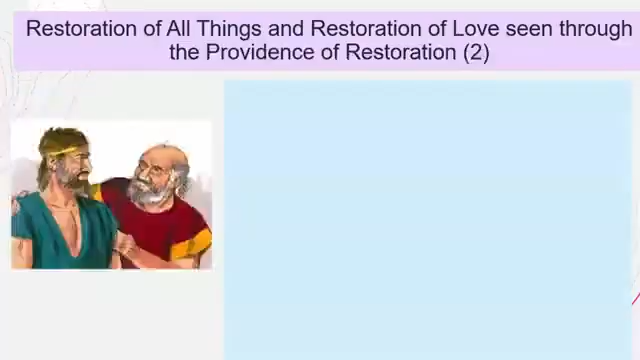 Restoration of All Things and Restoration of Love seen through
the Providence of Restoration (2)